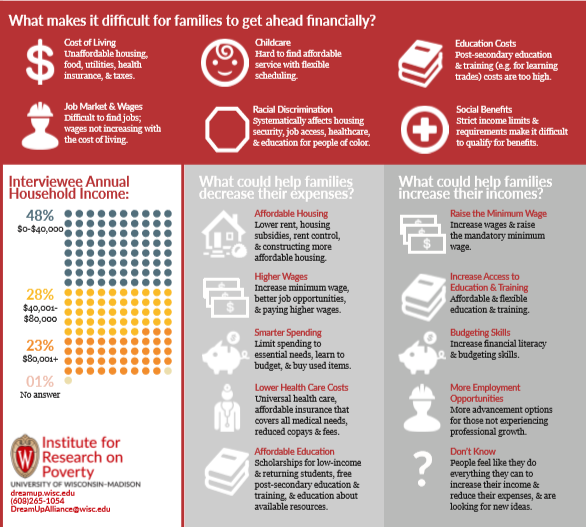 What makes it difficult for families to get ahead financially?
Cost of Living
Unaffordable housing,
food, utilities, health
insurance, & taxes.
Childcare
Hard to find affordable
service with flexible
scheduling.
Education Costs
Post-secondary education
& training (e.g. for learning
trades) costs are too high.
Job Market & Wages
Difficult to find jobs;
wages not increasing with
the cost of living.
Racial Discrimination
Systematically affects housing
security, job access, healthcare,
& education for people of color.
Social Benefits
Strict income limits &
requirements make it difficult
to qualify for benefits.
Interviewee Annual
Household Income:
48%
$0-$40,000
28%
$40,001-
$80,000
23%
$80,001+
01%
No answer
W
Institute for
Research on
Poverty
UNIVERSITY OF WISCONSIN–MADISON
dreamup.wisc.edu
(608)265-1054
DreamUpAlliance@wisc.edu
What could help families
decrease their expenses?
Affordable Housing
Lower rent, housing
subsidies, rent control,
& constructing more
affordable housing.
Higher Wages
Increase minimum wage,
better job opportunities,
& paying higher wages.
Smarter Spending
Limit spending to
essential needs, learn to
budget, & buy used items.
Lower Health Care Costs
Universal health care,
affordable insurance that
covers all medical needs,
reduced copays & fees.
Affordable Education
Scholarships for low-income
& returning students, free
post-secondary education &
training, & education about
available resources.
What could help families
increase their incomes?
Raise the Minimum Wage
Increase wages & raise
the mandatory minimum
wage.
Increase Access to
Education & Training
Affordable & flexible
education & training.
Budgeting Skills
Increase financial literacy
& budgeting skills.
More Employment
Opportunities
More advancement options
for those not experiencing
professional growth.
Don't Know
People feel like they do
everything they can to
increase their income &
reduce their expenses, & are
looking for new ideas.